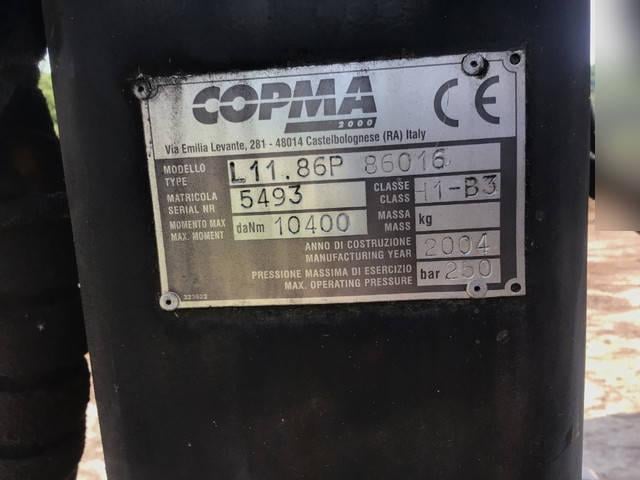 COPMA
2000
CE
Via Emilia Levante, 281 - 48014 Castelbolognese (RA) Italy
MODELLO
TYPE
L11.86P 86016
MATRICOLA
SERIAL NR
5493
CLASSE
CLASS
H1-B3
MOMENTO MAX
MAX. MOMENT
daNm 10400
MASSA
MASS
kg
ANNO DI COSTRUZIONE
MANUFACTURING YEAR
2004
PRESSIONE MASSIMA DI ESERCIZIO
MAX. OPERATING PRESSURE
bar 250
323622